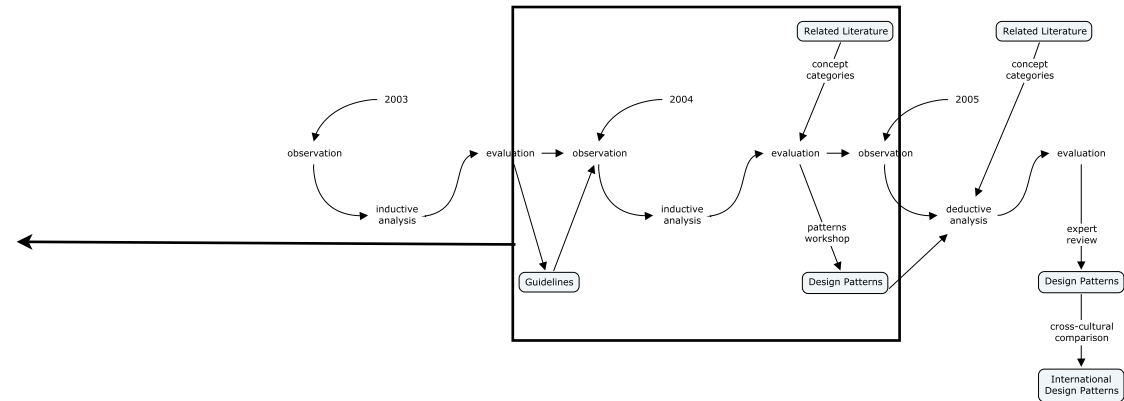 Related Literature
Related Literature
concept
categories
concept
categories
2003
2004
2005
observation
evaluation
observation
evaluation
observation
evaluation
inductive
analysis
inductive
analysis
deductive
analysis
patterns
workshop
expert
review
Guidelines
Design Patterns
Design Patterns
cross-cultural
comparison
International
Design Patterns